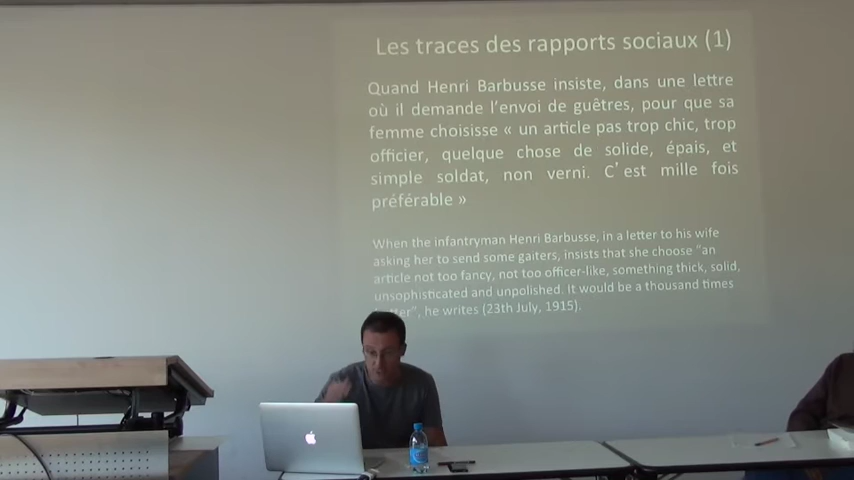 Les traces des rapports sociaux (1)
Quand Henri Barbusse insiste, dans une lettre
où il demande l'envoi de guêtres, pour que sa
femme choisisse « un article pas trop chic, trop
officier, quelque chose de solide, épais, et
simple soldat, non verni. C'est mille fois
préférable »
When the infantryman Henri Barbusse, in a letter to his wife
asking her to send some gaiters, insists that she choose "an
article not too fancy, not too officer-like, something thick, solid,
unsophisticated and unpolished. It would be a thousand times
", he writes (23th July, 1915).